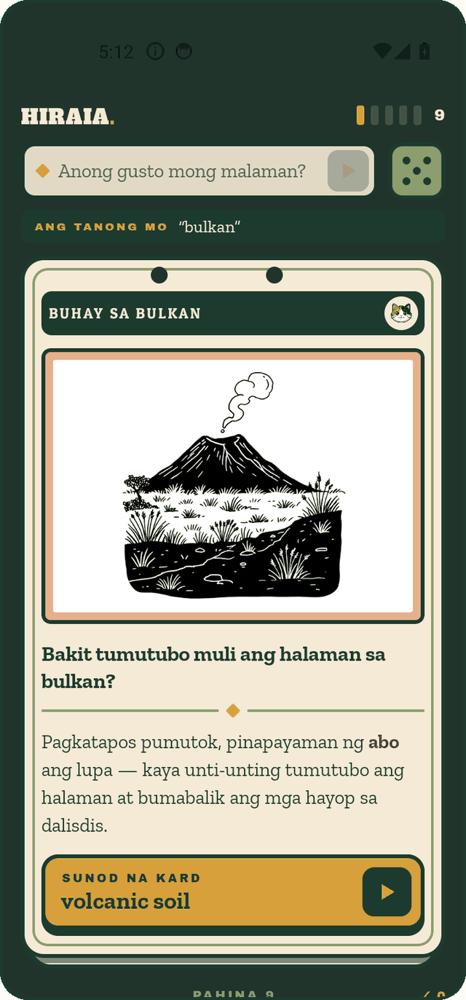 5:12
HIRAIA.
9
Anong gusto mong malaman?
ANG TANONG MO "bulkan"
BUHAY SA BULKAN
Bakit tumutubo muli ang halaman sa
bulkan?
Pagkatapos pumutok, pinapayaman ng abo
ang lupa — kaya unti-unting tumutubo ang
halaman at bumabalik ang mga hayop sa
dalisdis.
SUNOD NA KARD
volcanic soil
PAHINA 9